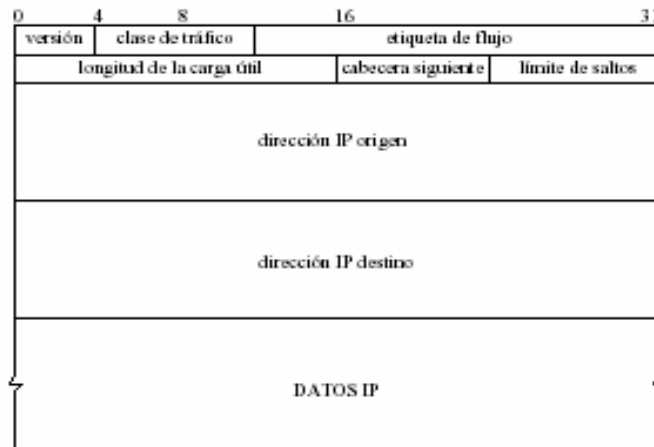 0 4 8 16 31
versión clase de tráfico etiqueta de flujo
longitud de la carga útil cabecera siguiente límite de saltos
dirección IP origen
dirección IP destino
DATOS IP